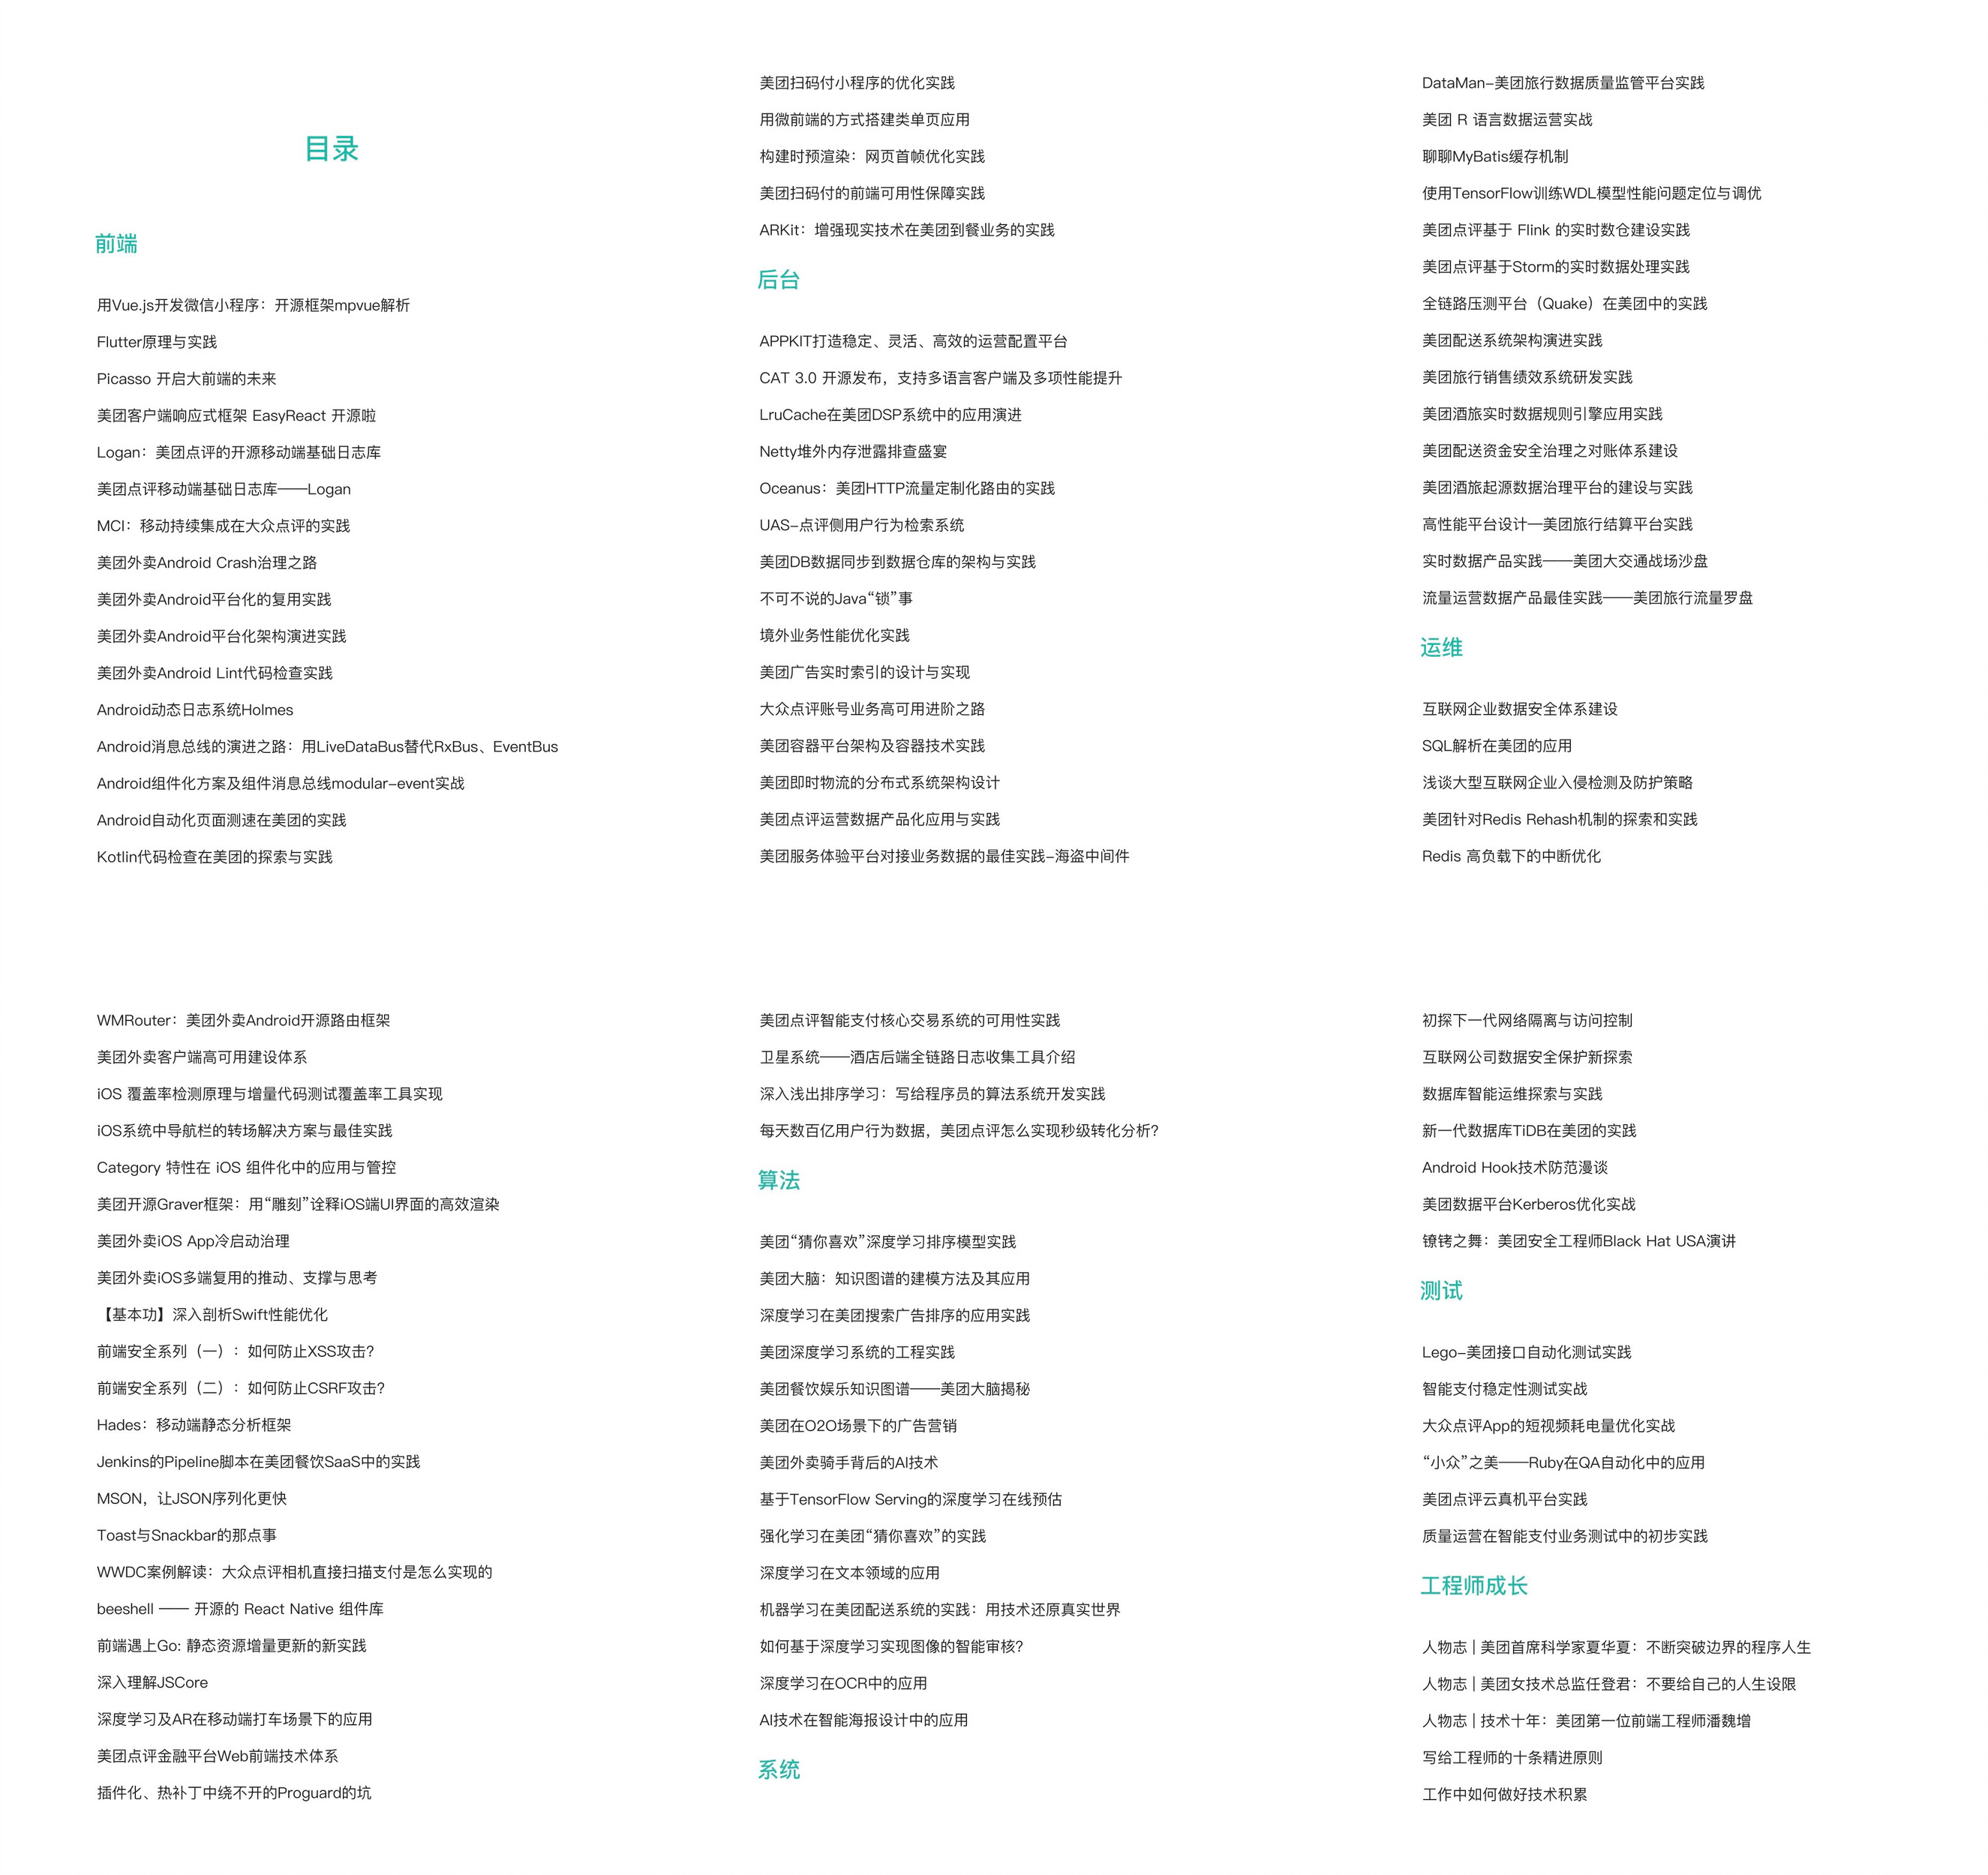 目录
前端
用Vue.js开发微信小程序：开源框架mpvue解析
Flutter原理与实践
Picasso 开启大前端的未来
美团客户端响应式框架 EasyReact 开源啦
Logan：美团点评的开源移动端基础日志库
美团点评移动端基础日志库——Logan
MCI：移动持续集成在大众点评的实践
美团外卖Android Crash治理之路
美团外卖Android平台化的复用实践
美团外卖Android平台化架构演进实践
美团外卖Android Lint代码检查实践
Android动态日志系统Holmes
Android消息总线的演进之路：用LiveDataBus替代RxBus、EventBus
Android组件化方案及组件消息总线modular-event实战
Android自动化页面测速在美团的实践
Kotlin代码检查在美团的探索与实践
WMRouter：美团外卖Android开源路由框架
美团外卖客户端高可用建设体系
iOS 覆盖率检测原理与增量代码测试覆盖率工具实现
iOS系统中导航栏的转场解决方案与最佳实践
Category 特性在 iOS 组件化中的应用与管控
美团开源Graver框架：用“雕刻”诠释iOS端UI界面的高效渲染
美团外卖iOS App冷启动治理
美团外卖iOS多端复用的推动、支撑与思考
【基本功】深入剖析Swift性能优化
前端安全系列（一）：如何防止XSS攻击？
前端安全系列（二）：如何防止CSRF攻击？
Hades：移动端静态分析框架
Jenkins的Pipeline脚本在美团餐饮SaaS中的实践
MSON，让JSON序列化更快
Toast与Snackbar的那点事
WWDC案例解读：大众点评相机直接扫描支付是怎么实现的
beeshell —— 开源的 React Native 组件库
前端遇上Go: 静态资源增量更新的新实践
深入理解JSCore
深度学习及AR在移动端打车场景下的应用
美团点评金融平台Web前端技术体系
插件化、热补丁中绕不开的Proguard的坑
美团扫码付小程序的优化实践
用微前端的方式搭建类单页应用
构建时预渲染：网页首帧优化实践
美团扫码付的前端可用性保障实践
ARKit：增强现实技术在美团到餐业务的实践
后台
APPKIT打造稳定、灵活、高效的运营配置平台
CAT 3.0 开源发布，支持多语言客户端及多项性能提升
LruCache在美团DSP系统中的应用演进
Netty堆外内存泄露排查盛宴
Oceanus：美团HTTP流量定制化路由的实践
UAS-点评侧用户行为检索系统
美团DB数据同步到数据仓库的架构与实践
不可不说的Java“锁”事
境外业务性能优化实践
美团广告实时索引的设计与实现
大众点评账号业务高可用进阶之路
美团容器平台架构及容器技术实践
美团即时物流的分布式系统架构设计
美团点评运营数据产品化应用与实践
美团服务体验平台对接业务数据的最佳实践-海盗中间件
美团点评智能支付核心交易系统的可用性实践
卫星系统——酒店后端全链路日志收集工具介绍
深入浅出排序学习：写给程序员的算法系统开发实践
每天数百亿用户行为数据，美团点评怎么实现秒级转化分析？
算法
美团“猜你喜欢”深度学习排序模型实践
美团大脑：知识图谱的建模方法及其应用
深度学习在美团搜索广告排序的应用实践
美团深度学习系统的工程实践
美团餐饮娱乐知识图谱——美团大脑揭秘
美团在O2O场景下的广告营销
美团外卖骑手背后的AI技术
基于TensorFlow Serving的深度学习在线预估
强化学习在美团“猜你喜欢”的实践
深度学习在文本领域的应用
机器学习在美团配送系统的实践：用技术还原真实世界
如何基于深度学习实现图像的智能审核？
深度学习在OCR中的应用
AI技术在智能海报设计中的应用
系统
DataMan-美团旅行数据质量监管平台实践
美团 R 语言数据运营实战
聊聊MyBatis缓存机制
使用TensorFlow训练WDL模型性能问题定位与调优
美团点评基于 Flink 的实时数仓建设实践
美团点评基于Storm的实时数据处理实践
全链路压测平台（Quake）在美团中的实践
美团配送系统架构演进实践
美团旅行销售绩效系统研发实践
美团酒旅实时数据规则引擎应用实践
美团配送资金安全治理之对账体系建设
美团酒旅起源数据治理平台的建设与实践
高性能平台设计—美团旅行结算平台实践
实时数据产品实践——美团大交通战场沙盘
流量运营数据产品最佳实践——美团旅行流量罗盘
运维
互联网企业数据安全体系建设
SQL解析在美团的应用
浅谈大型互联网企业入侵检测及防护策略
美团针对Redis Rehash机制的探索和实践
Redis 高负载下的中断优化
初探下一代网络隔离与访问控制
互联网公司数据安全保护新探索
数据库智能运维探索与实践
新一代数据库TiDB在美团的实践
Android Hook技术防范漫谈
美团数据平台Kerberos优化实战
镣铐之舞：美团安全工程师Black Hat USA演讲
测试
Lego-美团接口自动化测试实践
智能支付稳定性测试实战
大众点评App的短视频耗电量优化实战
“小众”之美——Ruby在QA自动化中的应用
美团点评云真机平台实践
质量运营在智能支付业务测试中的初步实践
工程师成长
人物志 | 美团首席科学家夏华夏：不断突破边界的程序人生
人物志 | 美团女技术总监任登君：不要给自己的人生设限
人物志 | 技术十年：美团第一位前端工程师潘魏增
写给工程师的十条精进原则
工作中如何做好技术积累